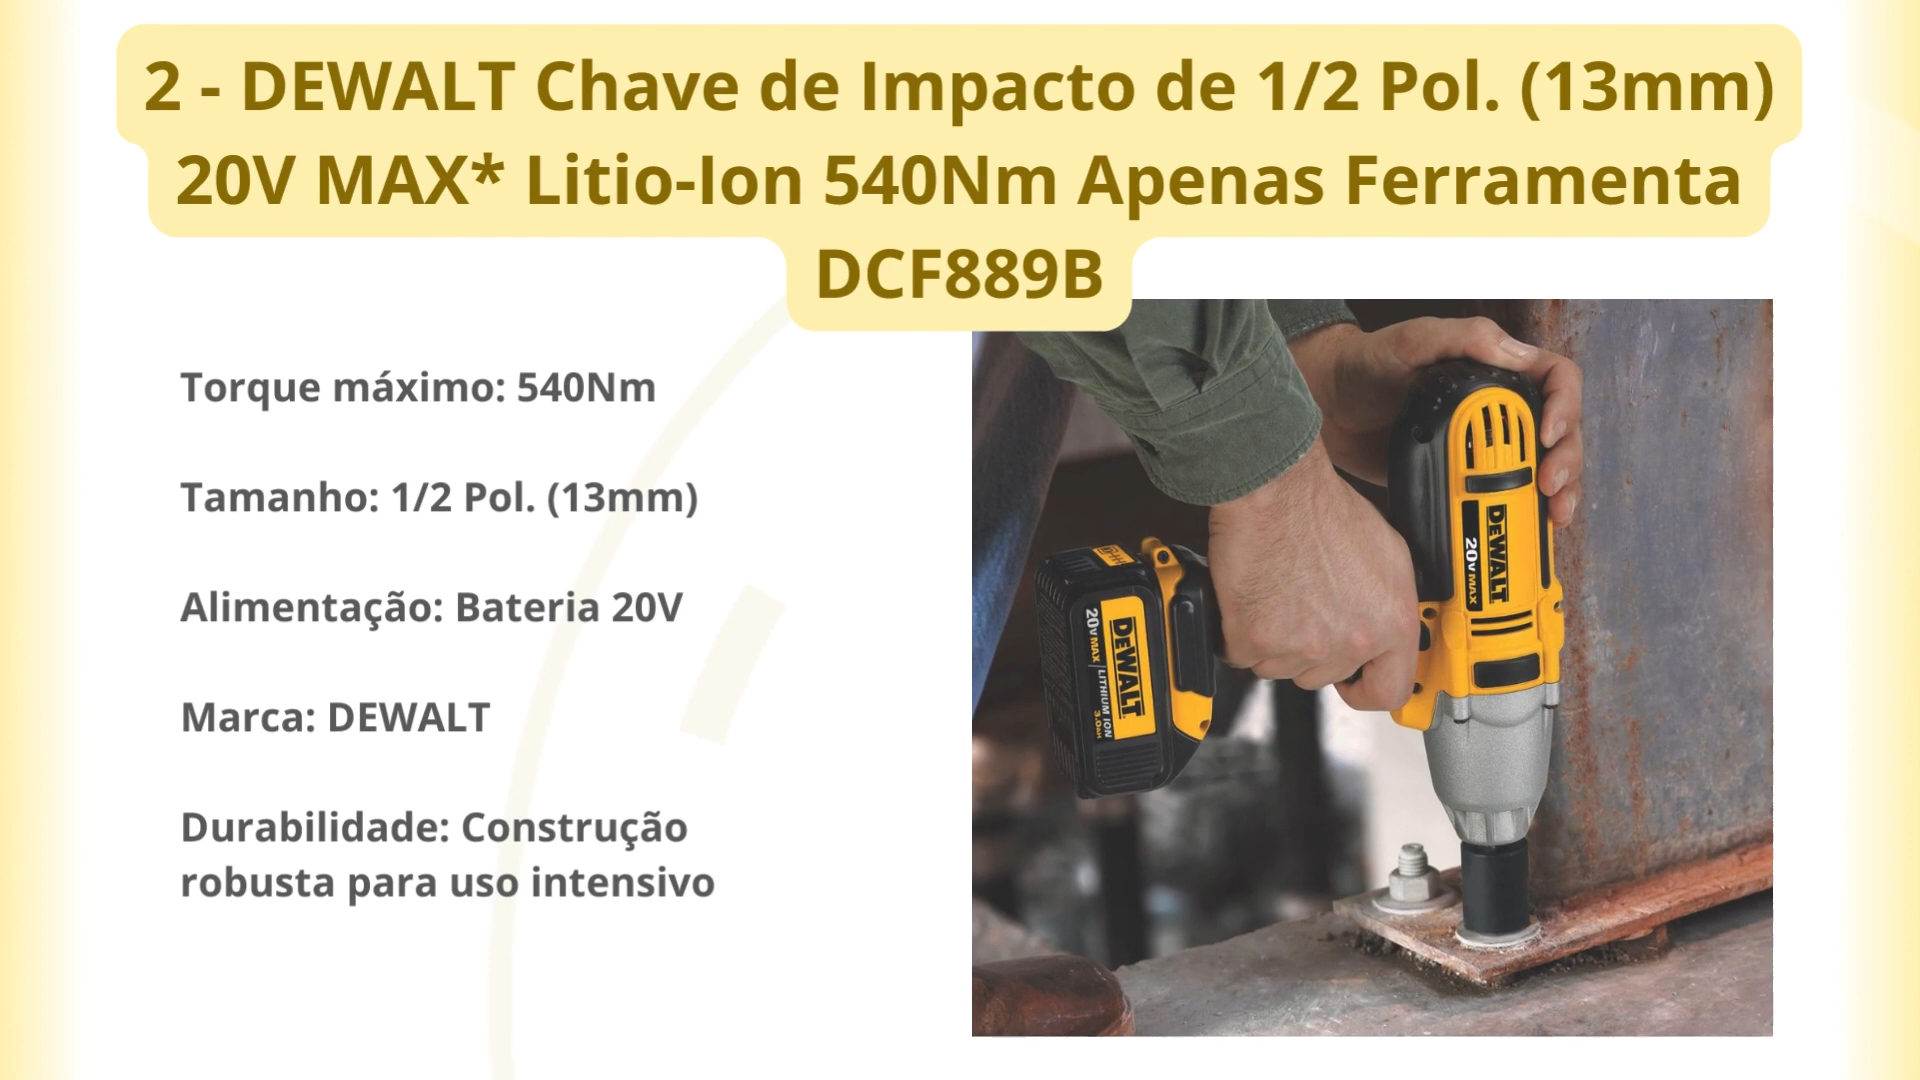 2 - DEWALT Chave de Impacto de 1/2 Pol. (13mm)
20V MAX* Litio-Ion 540Nm Apenas Ferramenta
DCF889B
Torque máximo: 540Nm
Tamanho: 1/2 Pol. (13mm)
Alimentação: Bateria 20V
Marca: DEWALT
Durabilidade: Construção
robusta para uso intensivo
DEWALT
20V MAX
DEWALT
20V MAX LITHIUM ION
3.0AH